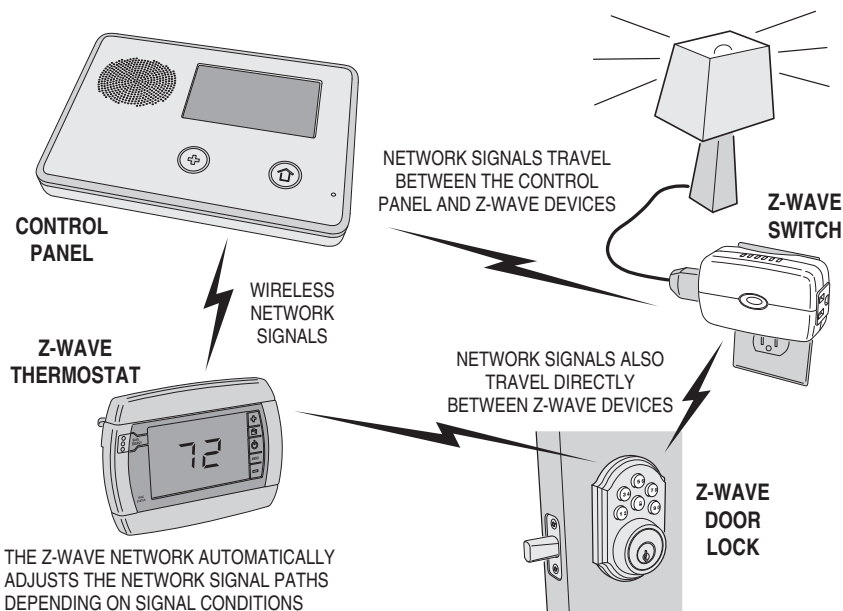 NETWORK SIGNALS TRAVEL
BETWEEN THE CONTROL
PANEL AND Z-WAVE DEVICES
Z-WAVE
SWITCH
CONTROL
PANEL
WIRELESS
NETWORK
SIGNALS
Z-WAVE
THERMOSTAT
NETWORK SIGNALS ALSO
TRAVEL DIRECTLY
BETWEEN Z-WAVE DEVICES
72
Z-WAVE
DOOR
LOCK
THE Z-WAVE NETWORK AUTOMATICALLY
ADJUSTS THE NETWORK SIGNAL PATHS
DEPENDING ON SIGNAL CONDITIONS